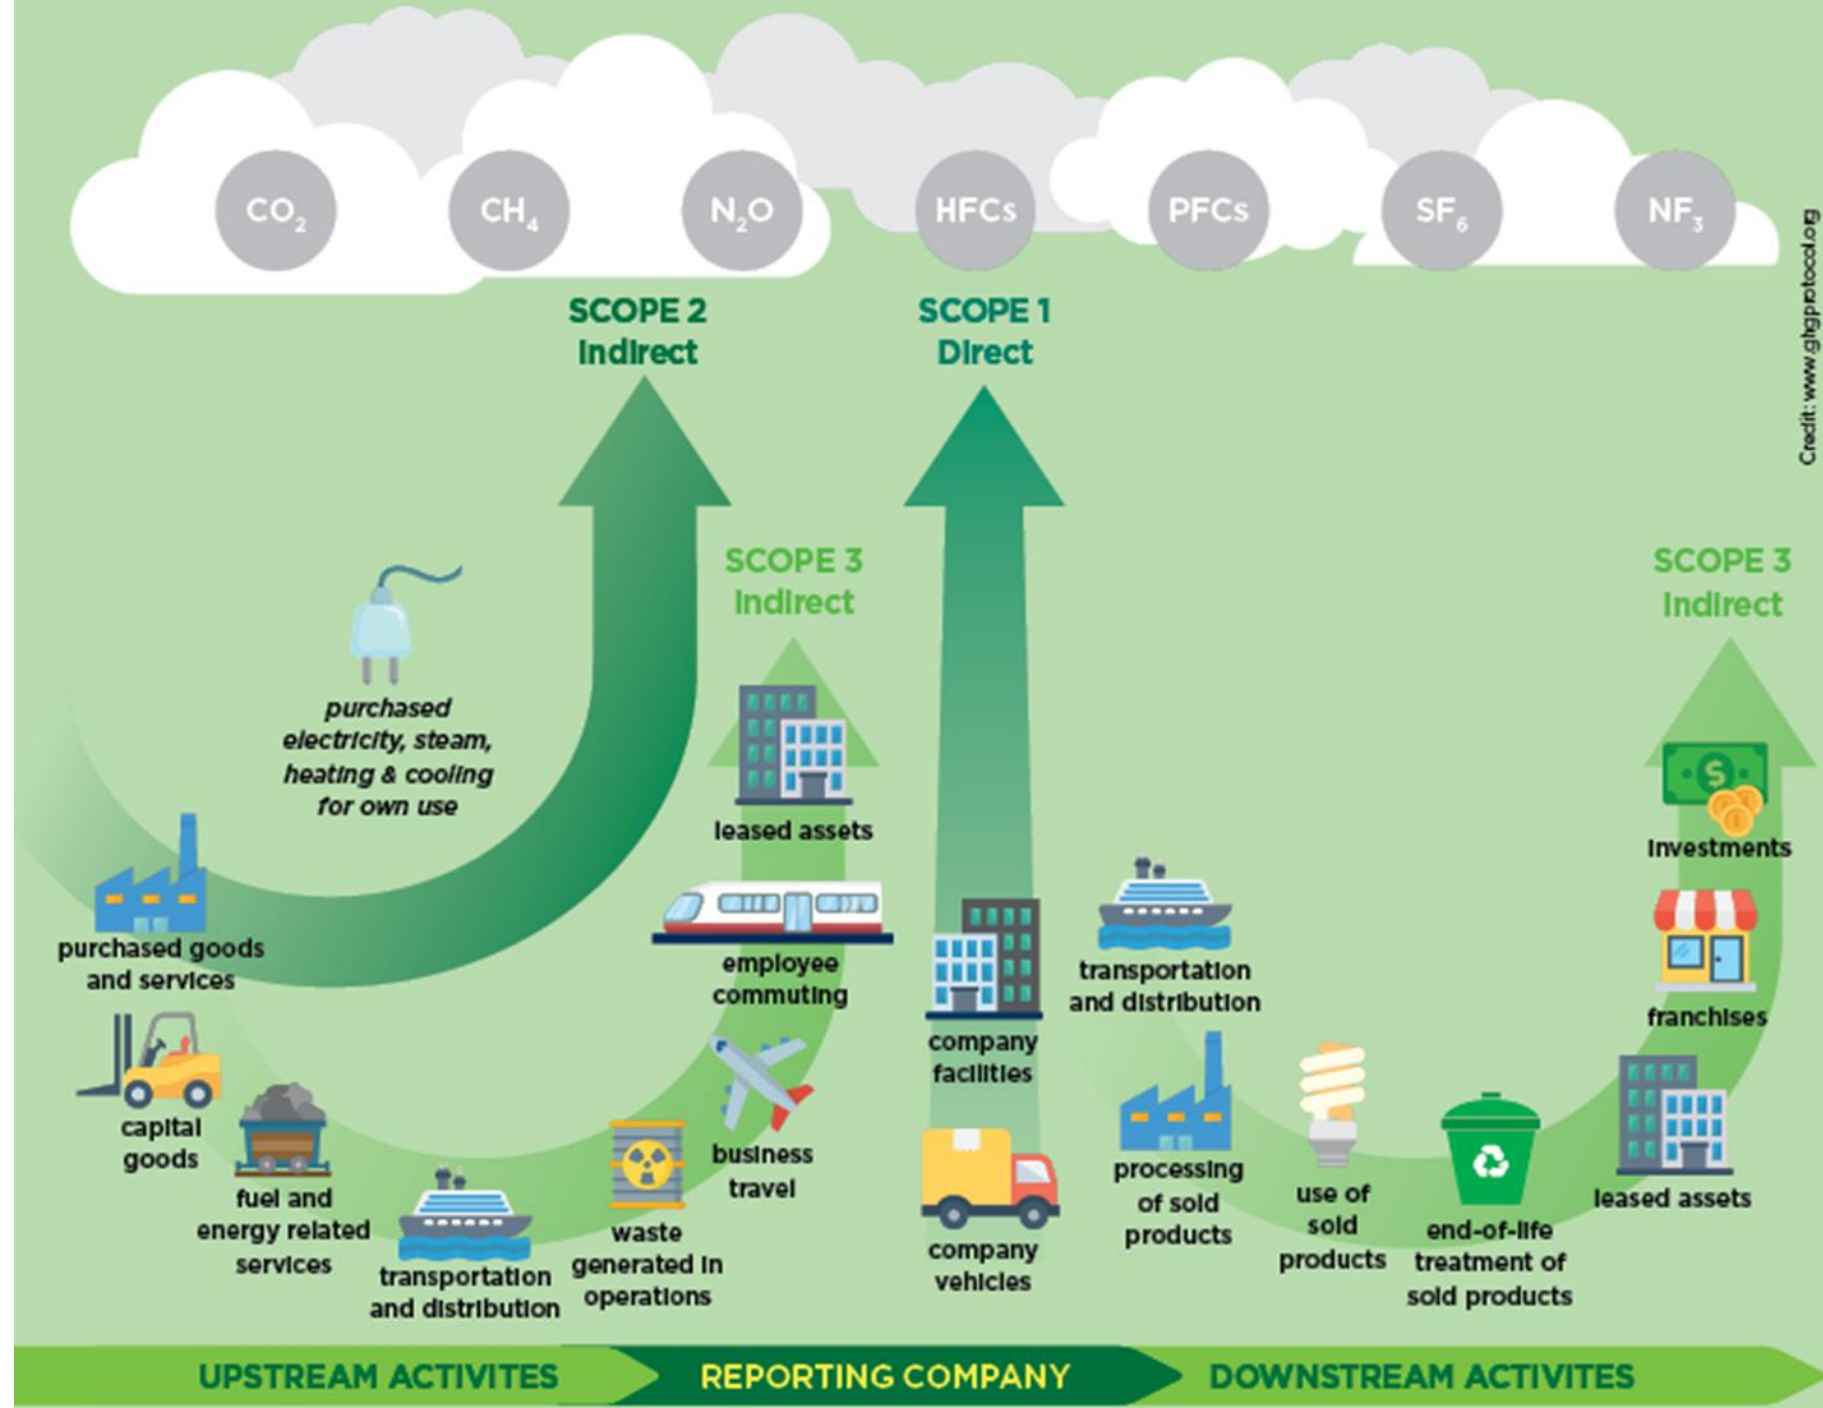 CO2
CH4
N2O
HFCs
PFCs
SF6
NF3
Credit: www.ghgprotocol.org
SCOPE 2
Indirect
SCOPE 1
Direct
SCOPE 3
Indirect
SCOPE 3
Indirect
purchased
electricity, steam,
heating & cooling
for own use
purchased goods
and services
capital
goods
fuel and
energy related
services
transportation
and distribution
waste
generated in
operations
business
travel
employee
commuting
leased assets
company
facilities
company
vehicles
transportation
and distribution
processing
of sold
products
use of
sold
products
end-of-life
treatment of
sold products
leased assets
franchises
investments
$
UPSTREAM ACTIVITES
REPORTING COMPANY
DOWNSTREAM ACTIVITES